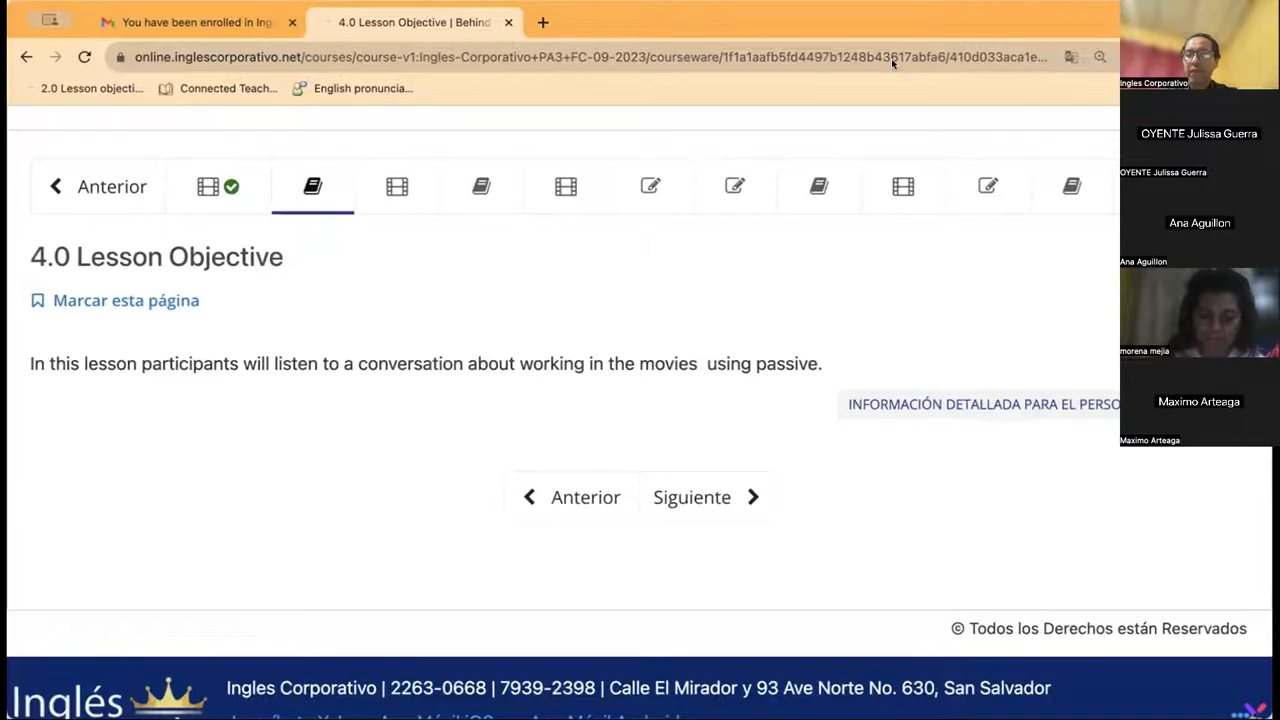 You have been enrolled in Ing
4.0 Lesson Objective | Behind
online.inglescorporativo.net/courses/course-v1:Ingles-Corporativo+PA3+FC-09-2023/courseware/1f1a1aafb5fd4497b1248b43617abfa6/410d033aca1e...
2.0 Lesson objecti...
Connected Teach...
English pronuncia...
Anterior
4.0 Lesson Objective
Marcar esta página
In this lesson participants will listen to a conversation about working in the movies using passive.
INFORMACIÓN DETALLADA PARA EL PERSO
Anterior
Siguiente
© Todos los Derechos están Reservados
Inglés
Ingles Corporativo | 2263-0668 | 7939-2398 | Calle El Mirador y 93 Ave Norte No. 630, San Salvador
Ingles Corporativo
OYENTE Julissa Guerra
OYENTE Julissa Guerra
Ana Aguillon
Ana Aguillon
morena mejia
Maximo Arteaga
Maximo Arteaga